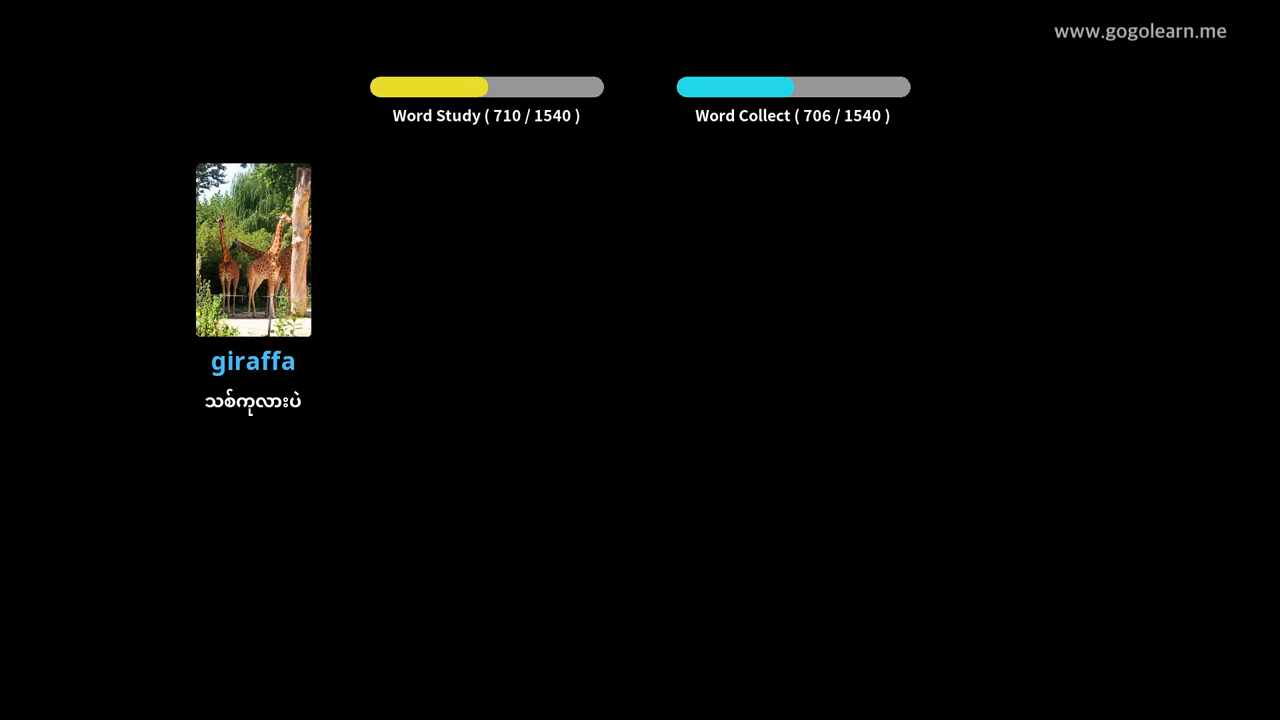 www.gogolearn.me
Word Study ( 710 / 1540 )
Word Collect ( 706 / 1540 )
giraffa
သစ်ကုလားပဲ